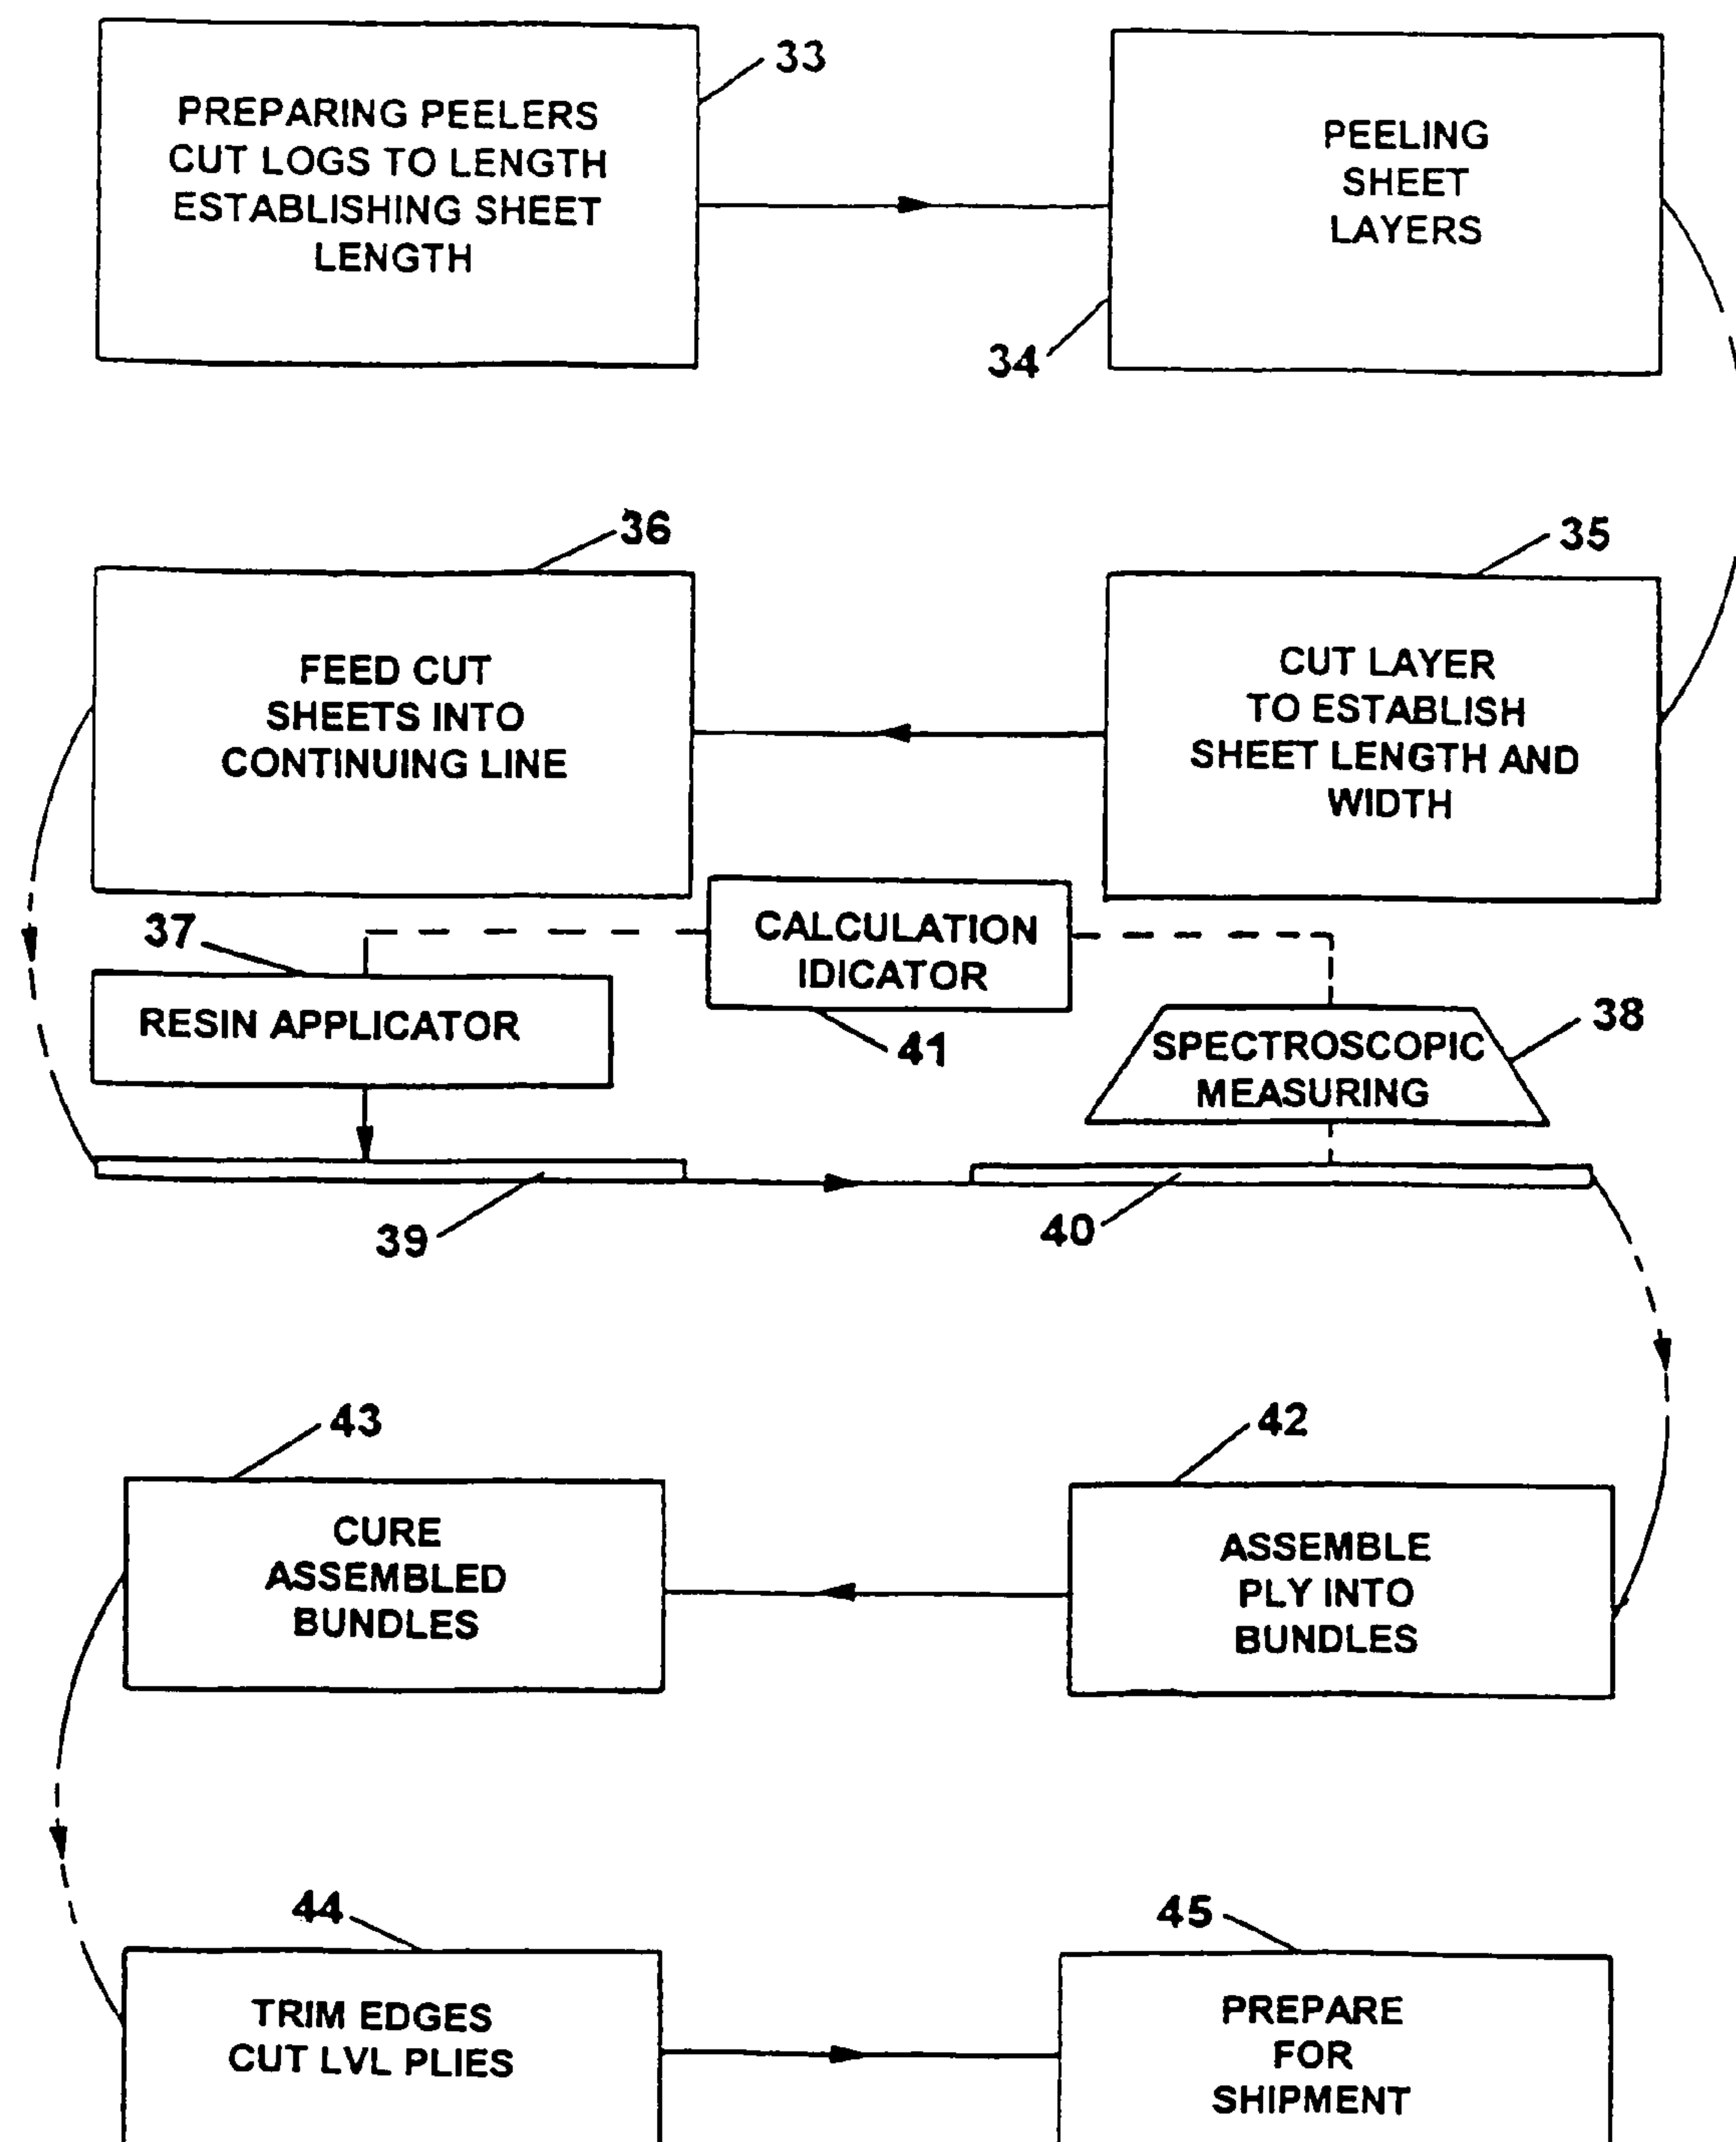 33
PREPARING PEELERS
CUT LOGS TO LENGTH
ESTABLISHING SHEET
LENGTH
PEELING
SHEET
LAYERS
34
36
35
FEED CUT
SHEETS INTO
CONTINUING LINE
CUT LAYER
TO ESTABLISH
SHEET LENGTH AND
WIDTH
37
CALCULATION
IDICATOR
RESIN APPLICATOR
41
38
SPECTROSCOPIC
MEASURING
39
40
43
42
CURE
ASSEMBLED
BUNDLES
ASSEMBLE
PLY INTO
BUNDLES
44
45
TRIM EDGES
CUT LVL PLIES
PREPARE
FOR
SHIPMENT